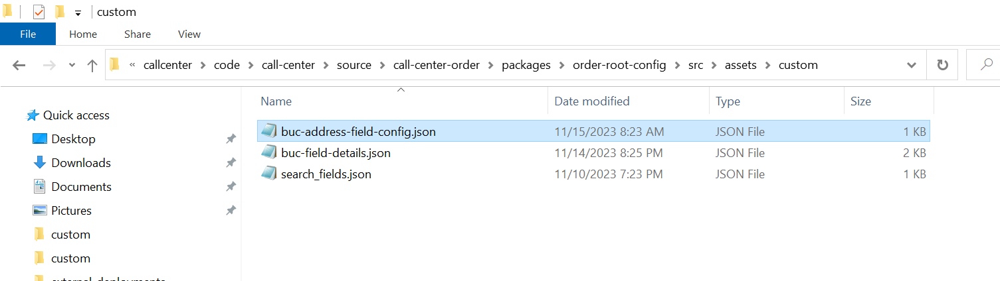 custom
File Home Share View
« callcenter > code > call-center > source > call-center-order > packages > order-root-config > src > assets > custom
Name Date modified Type Size
Quick access
Desktop
Downloads
Documents
Pictures
custom
custom
external_deployments
buc-address-field-config.json 11/15/2023 8:23 AM JSON File 1 KB
buc-field-details.json 11/14/2023 8:25 PM JSON File 2 KB
search_fields.json 11/10/2023 7:23 PM JSON File 1 KB